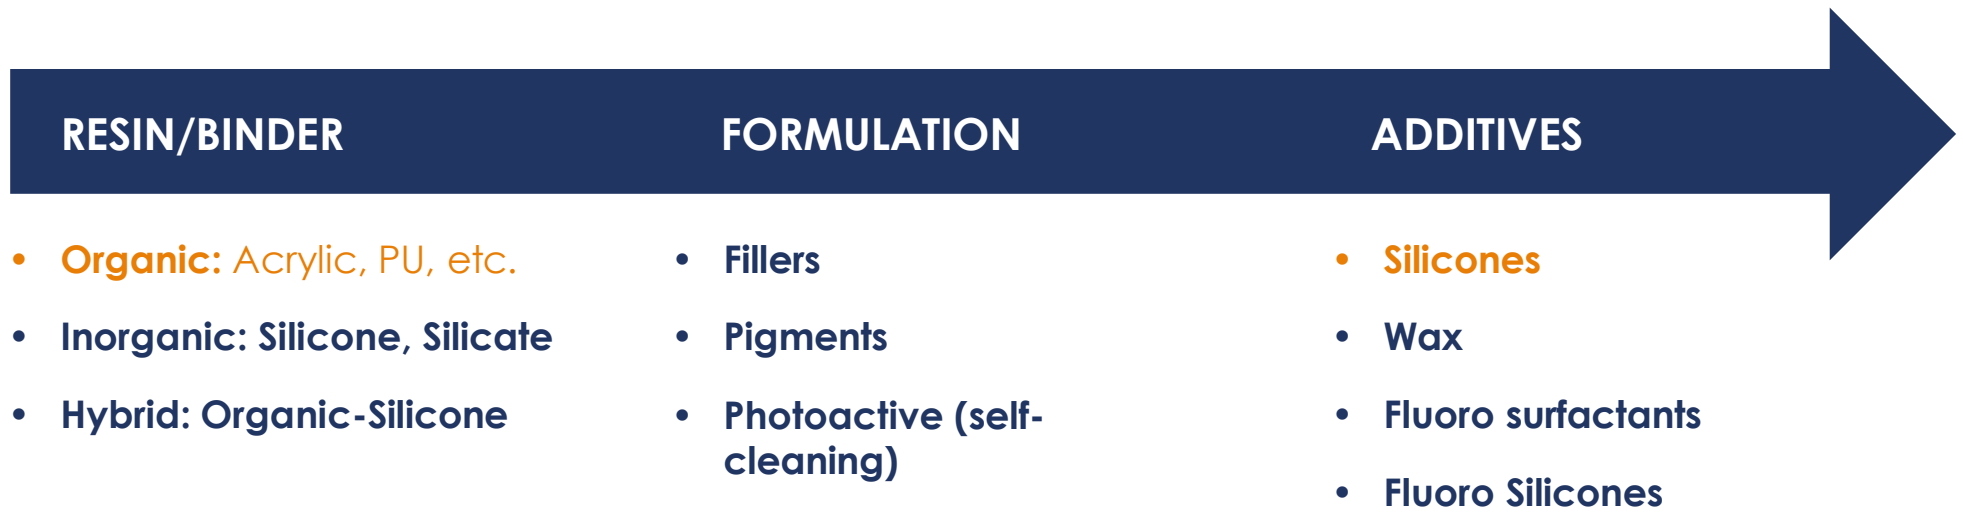 RESIN/BINDER
• Organic: Acrylic, PU, etc.
• Inorganic: Silicone, Silicate
• Hybrid: Organic-Silicone
FORMULATION
• Fillers
• Pigments
• Photoactive (self-
cleaning)
ADDITIVES
• Silicones
• Wax
• Fluoro surfactants
• Fluoro Silicones